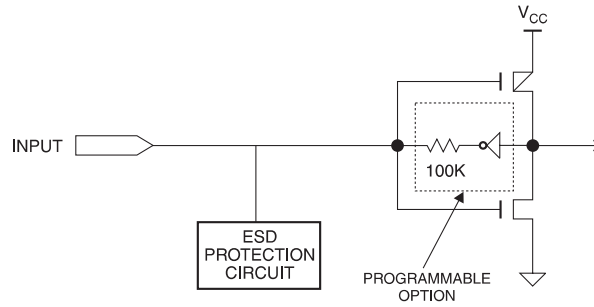 VCC
INPUT
100K
ESD
PROTECTION
CIRCUIT
PROGRAMMABLE
OPTION